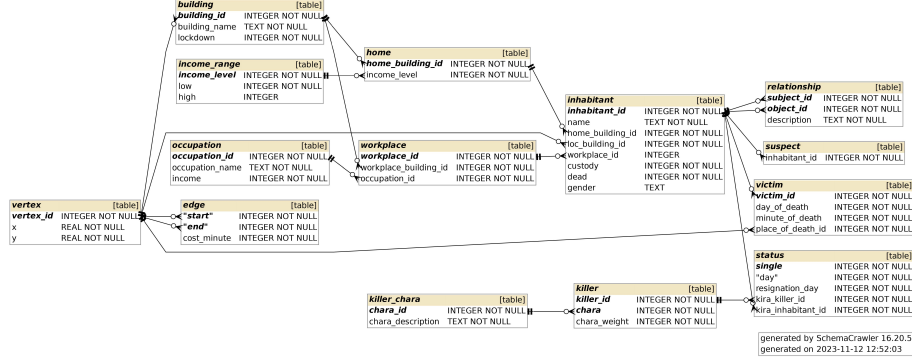 building [table]
building_id INTEGER NOT NULL
building_name TEXT NOT NULL
lockdown INTEGER NOT NULL
income_range [table]
income_level INTEGER NOT NULL
low INTEGER NOT NULL
high INTEGER
home [table]
home_building_id INTEGER NOT NULL
income_level INTEGER NOT NULL
occupation [table]
occupation_id INTEGER NOT NULL
occupation_name TEXT NOT NULL
income INTEGER NOT NULL
workplace [table]
workplace_id INTEGER NOT NULL
workplace_building_id INTEGER NOT NULL
occupation_id INTEGER NOT NULL
inhabitant [table]
inhabitant_id INTEGER NOT NULL
name TEXT NOT NULL
home_building_id INTEGER NOT NULL
loc_building_id INTEGER NOT NULL
workplace_id INTEGER
custody INTEGER NOT NULL
dead INTEGER NOT NULL
gender TEXT
relationship [table]
subject_id INTEGER NOT NULL
object_id INTEGER NOT NULL
description TEXT NOT NULL
suspect [table]
inhabitant_id INTEGER NOT NULL
victim [table]
victim_id INTEGER NOT NULL
day_of_death INTEGER NOT NULL
minute_of_death INTEGER NOT NULL
place_of_death_id INTEGER NOT NULL
vertex [table]
vertex_id INTEGER NOT NULL
x REAL NOT NULL
y REAL NOT NULL
edge [table]
"start" INTEGER NOT NULL
"end" INTEGER NOT NULL
cost_minute INTEGER NOT NULL
status [table]
single INTEGER NOT NULL
"day" INTEGER NOT NULL
resignation_day INTEGER NOT NULL
kira_killer_id INTEGER NOT NULL
kira_inhabitant_id INTEGER NOT NULL
killer_chara [table]
chara_id INTEGER NOT NULL
chara_description TEXT NOT NULL
killer [table]
killer_id INTEGER NOT NULL
chara INTEGER NOT NULL
chara_weight INTEGER NOT NULL
generated by SchemaCrawler 16.20.5
generated on 2023-11-12 12:52:03